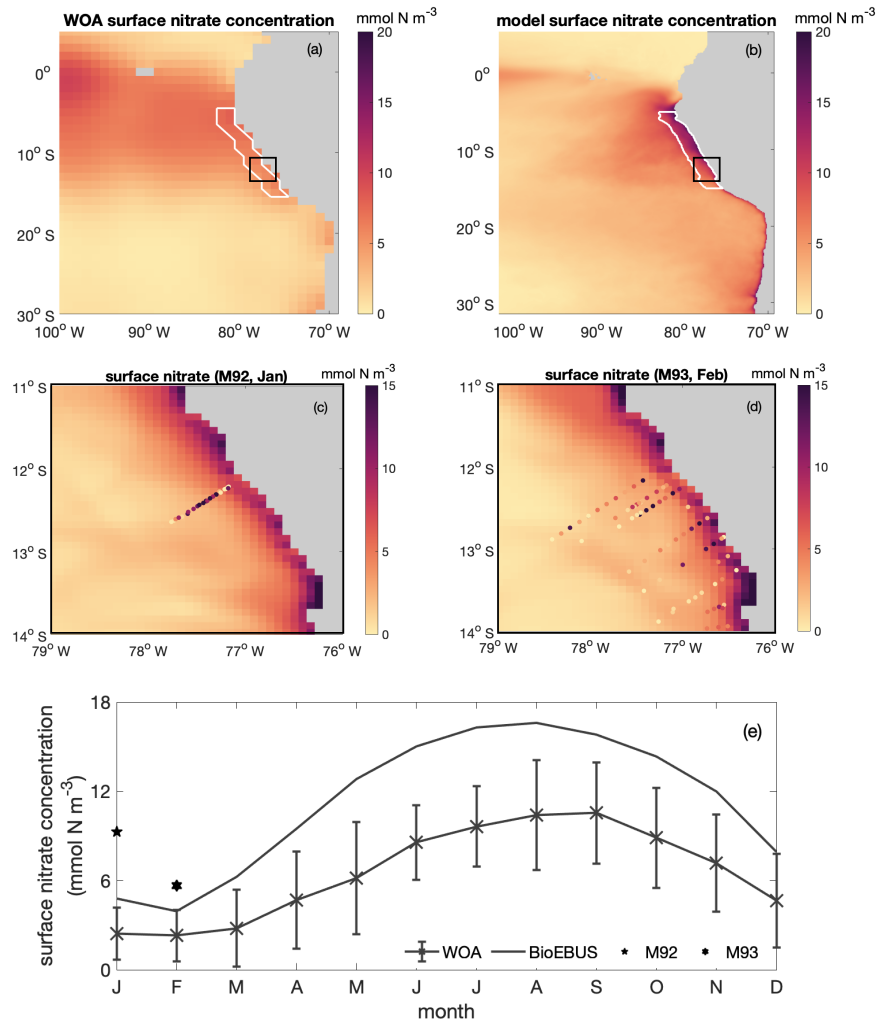 WOA surface nitrate concentration
mmol N m⁻³
(a)
20
15
10
5
0
0° 
10° S
20° S
30° S
100° W
90° W
80° W
70° W
model surface nitrate concentration
mmol N m⁻³
(b)
20
15
10
5
0
0°
10° S
20° S
30° S
100° W
90° W
80° W
70° W
surface nitrate (M92, Jan)
mmol N m⁻³
(c)
15
10
5
0
11° S
12° S
13° S
14° S
79° W
78° W
77° W
76° W
surface nitrate (M93, Feb)
mmol N m⁻³
(d)
15
10
5
0
11° S
12° S
13° S
14° S
79° W
78° W
77° W
76° W
surface nitrate concentration
(mmol N m⁻³)
18
12
6
0
(e)
WOA
BioEBUS
M92
M93
J F M A M J J A S O N D
month